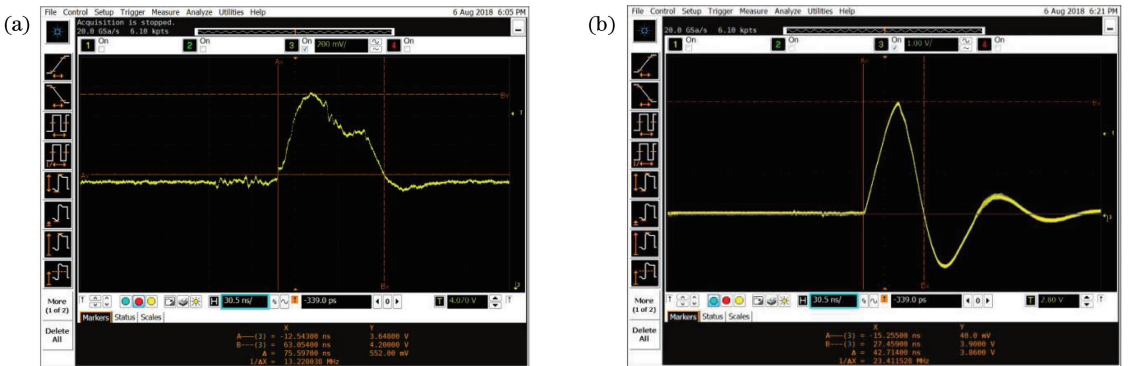 (a)
File Control Setup Trigger Measure Analyze Utilities Help 6 Aug 2018 6:05 PM
Acquisition is stopped.
20.0 GSa/s 6.10 kpts
1 On 2 On 3 On 200 mV/ 4 On
30.5 ns/ -339.0 ps 0 T 4.070 V
More
(1 of 2)
Delete
All
Markers Status Scales
X Y
A---(3) = -12.54300 ns 3.64800 V
B---(3) = 63.05400 ns 4.20000 V
Δ = 75.59700 ns 552.00 mV
1/ΔX = 13.228038 MHz
(b)
File Control Setup Trigger Measure Analyze Utilities Help 6 Aug 2018 6:21 PM
20.0 GSa/s 6.10 kpts
1 On 2 On 3 On 1.00 V/ 4 On
30.5 ns/ -339.0 ps 0 T 2.00 V
More
(1 of 2)
Delete
All
Markers Status Scales
X Y
A---(3) = -15.25500 ns 40.0 mV
B---(3) = 27.45900 ns 3.9000 V
Δ = 42.71400 ns 3.8600 V
1/ΔX = 23.411528 MHz